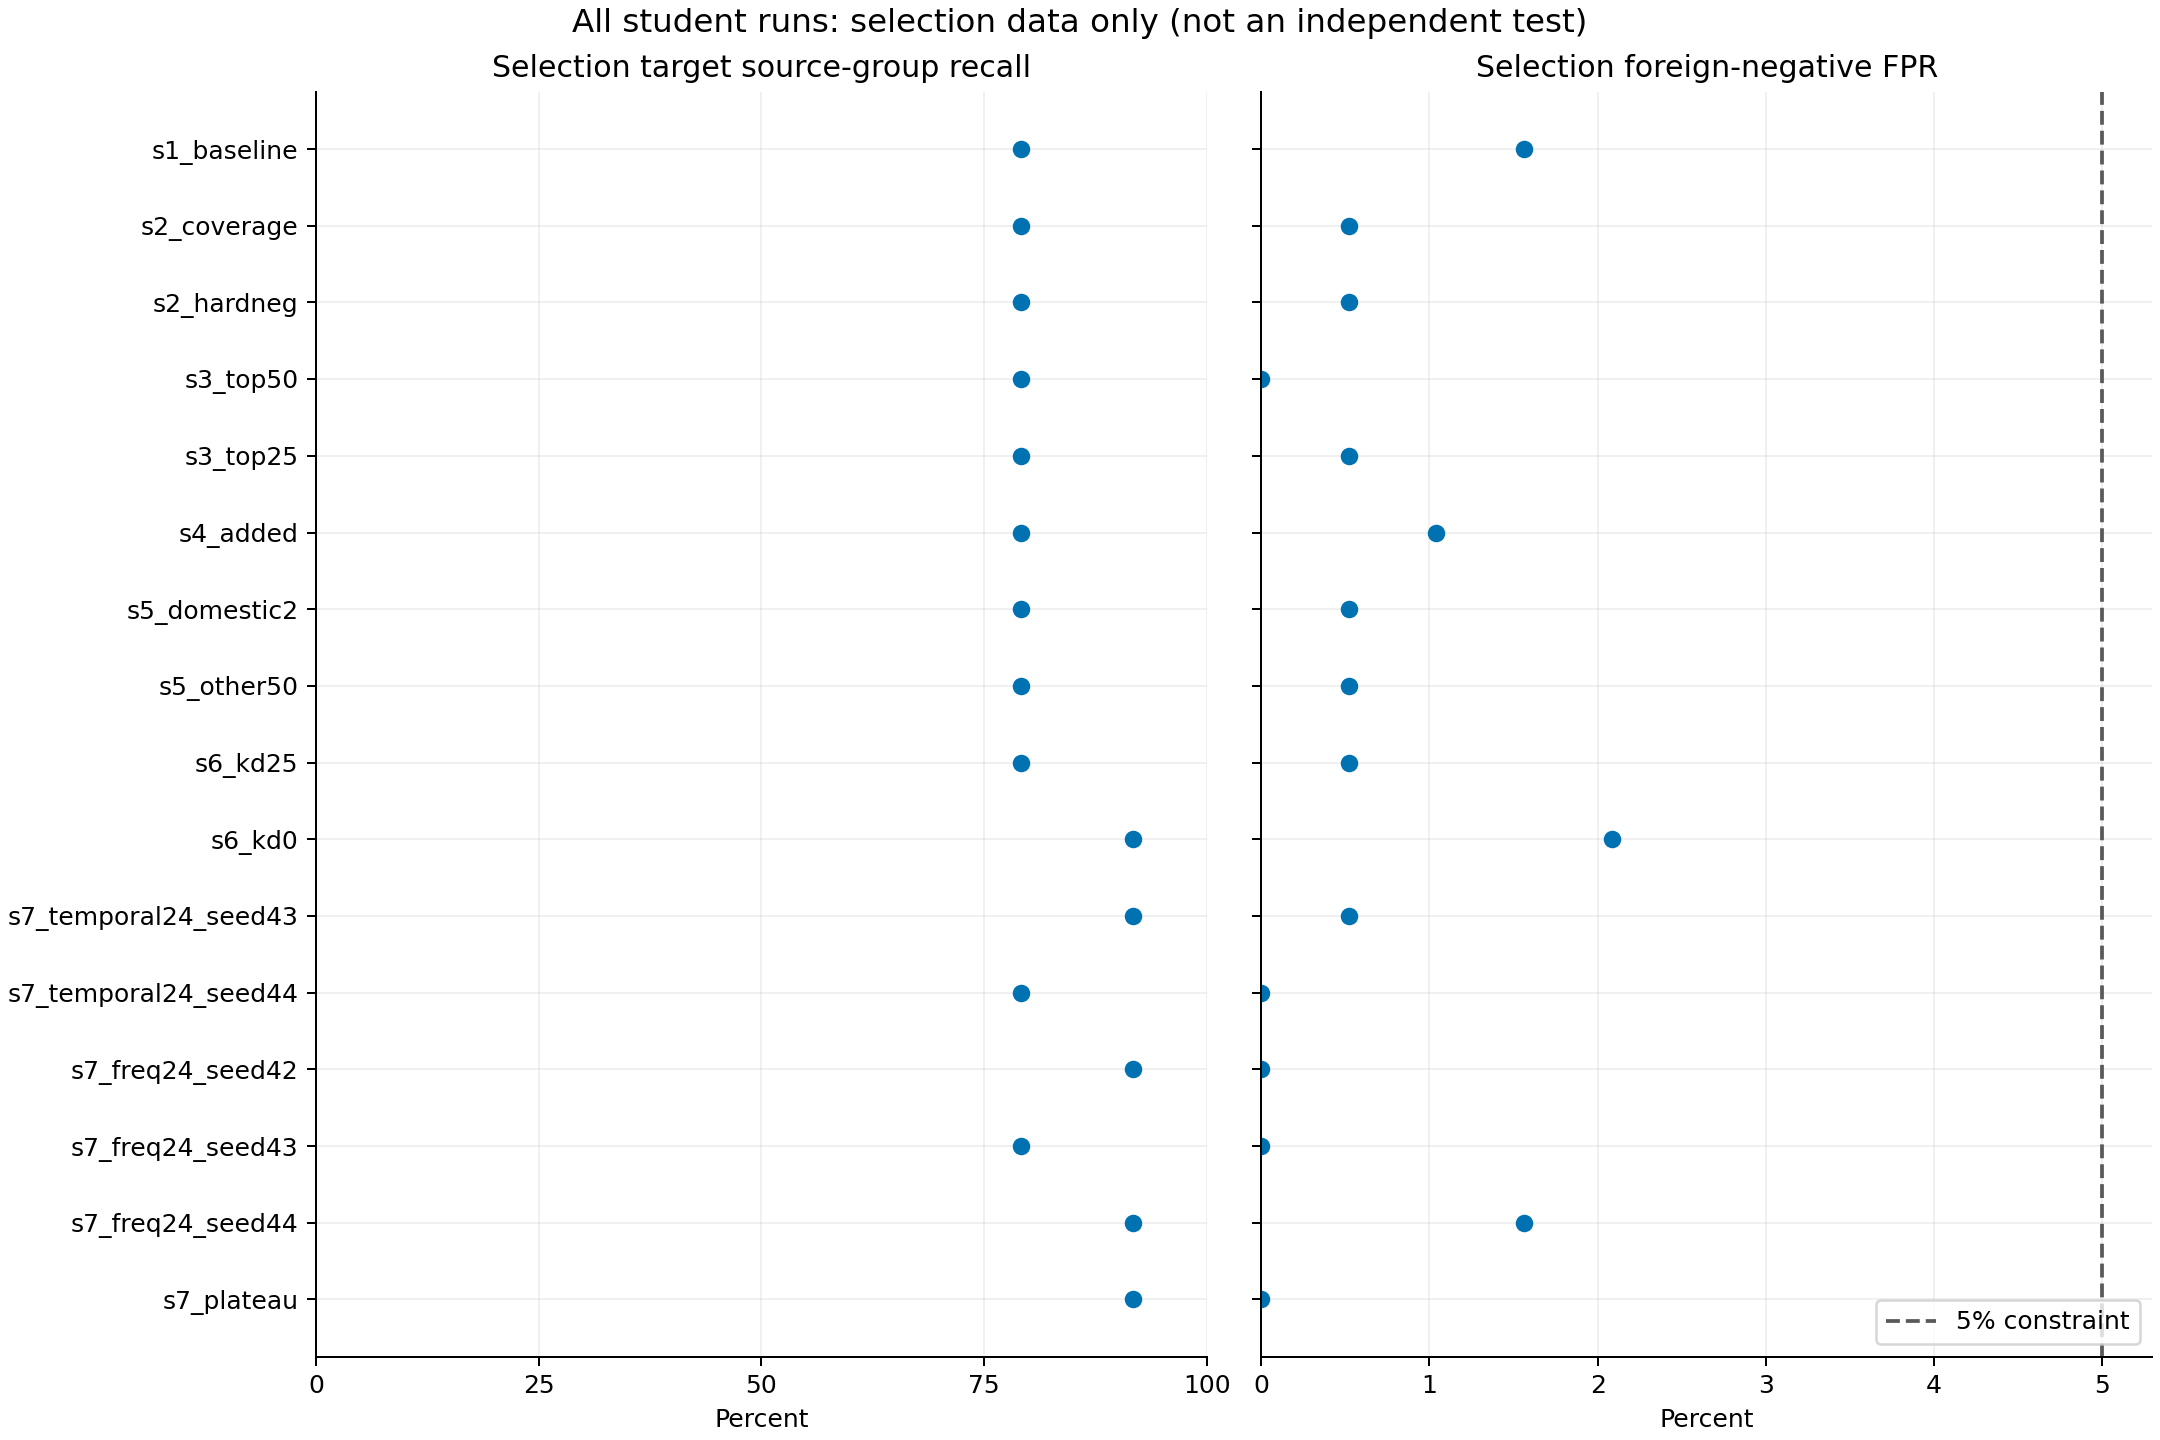 All student runs: selection data only (not an independent test)
Selection target source-group recall
Selection foreign-negative FPR
s1_baseline
s2_coverage
s2_hardneg
s3_top50
s3_top25
s4_added
s5_domestic2
s5_other50
s6_kd25
s6_kd0
s7_temporal24_seed43
s7_temporal24_seed44
s7_freq24_seed42
s7_freq24_seed43
s7_freq24_seed44
s7_plateau
0 25 50 75 100
Percent
5% constraint
0 1 2 3 4 5
Percent